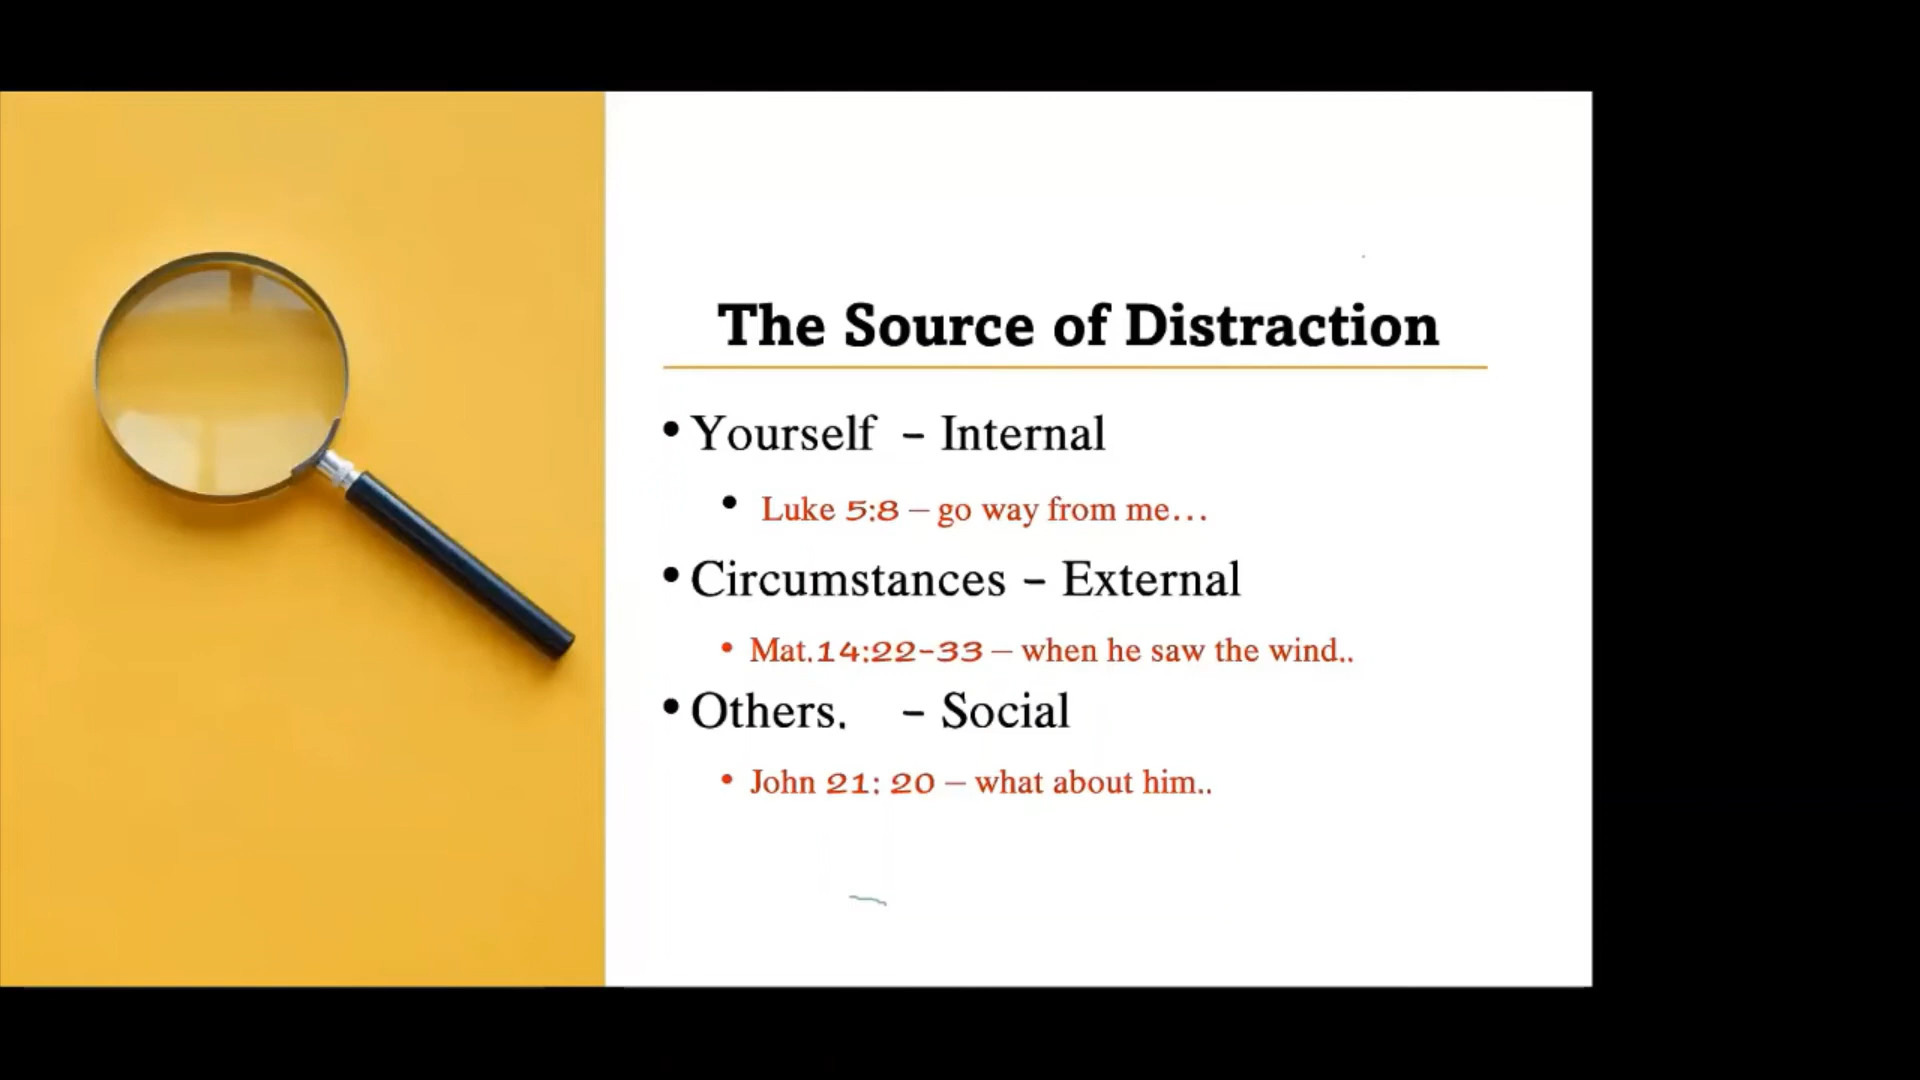 The Source of Distraction
• Yourself – Internal
• Luke 5:8 – go way from me...
• Circumstances – External
• Mat.14:22-33 – when he saw the wind..
• Others. – Social
• John 21: 20 – what about him..